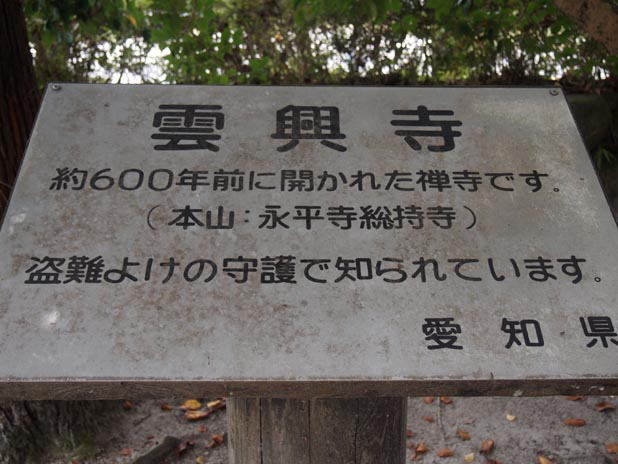 雲興寺
約600年前に開かれた禅寺です。
(本山:永平寺総持寺)
盗難よけの守護で知られています。
愛知県